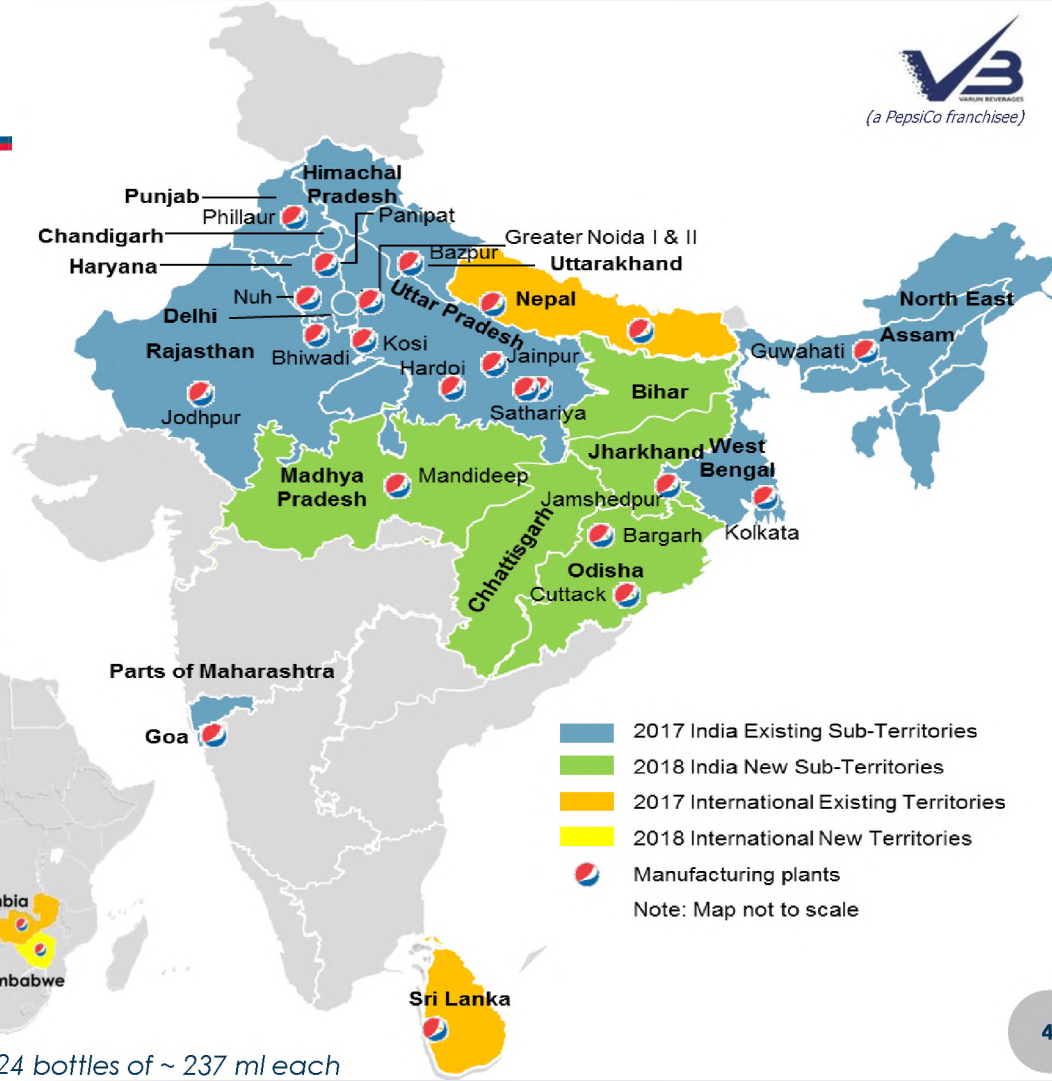 VB
VARUN BEVERAGES
(a PepsiCo franchisee)
Himachal
Pradesh
Punjab
Phillaur
Panipat
Chandigarh
Greater Noida I & II
Bazpur
Haryana
Uttarakhand
Nuh
Uttar Pradesh
Nepal
North East
Delhi
Assam
Rajasthan
Bhiwadi
Kosi
Guwahati
Jainpur
Hardoi
Bihar
Jodhpur
Sathariya
Jharkhand
West
Bengal
Madhya
Pradesh
Mandideep
Jamshedpur
Kolkata
Chhattisgarh
Bargarh
Odisha
Cuttack
Parts of Maharashtra
Goa
2017 India Existing Sub-Territories
2018 India New Sub-Territories
2017 International Existing Territories
2018 International New Territories
Manufacturing plants
Note: Map not to scale
mbia
mbabwe
Sri Lanka
4
24 bottles of ~ 237 ml each